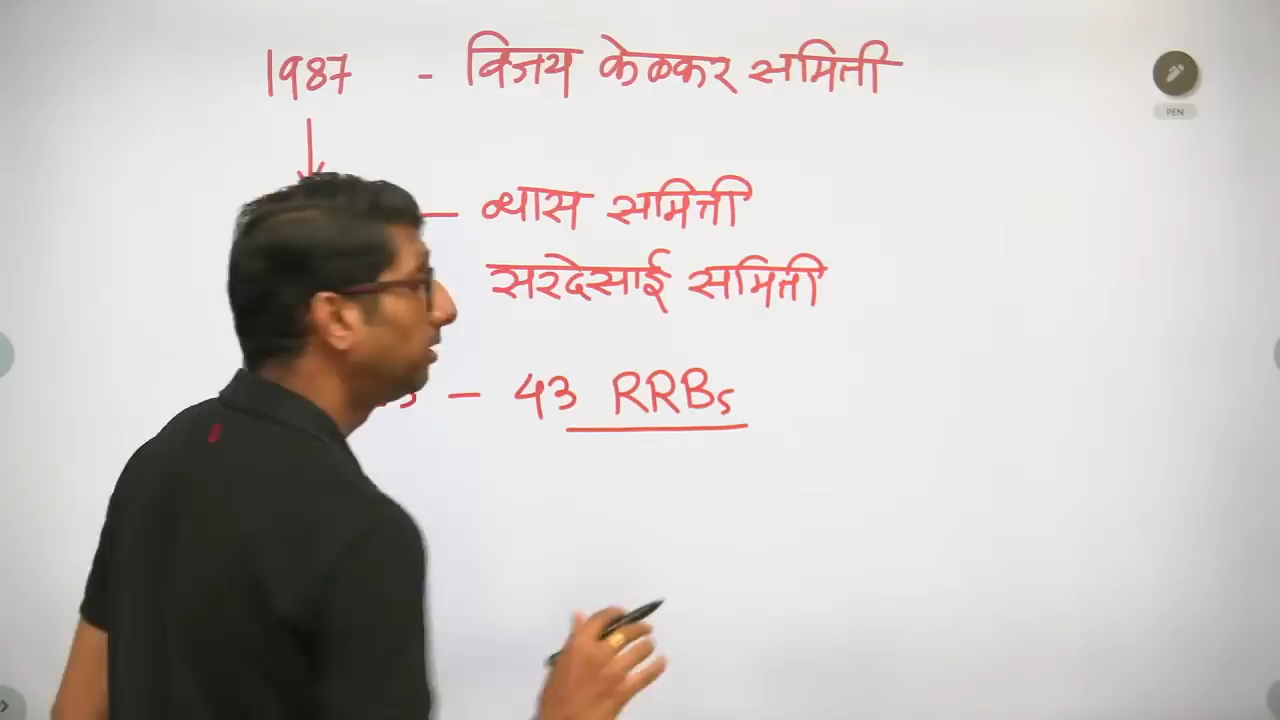 1987 - विजय केळकर समिती
PEN
— व्यास समिती
सरदेसाई समिती
— 43 RRBs